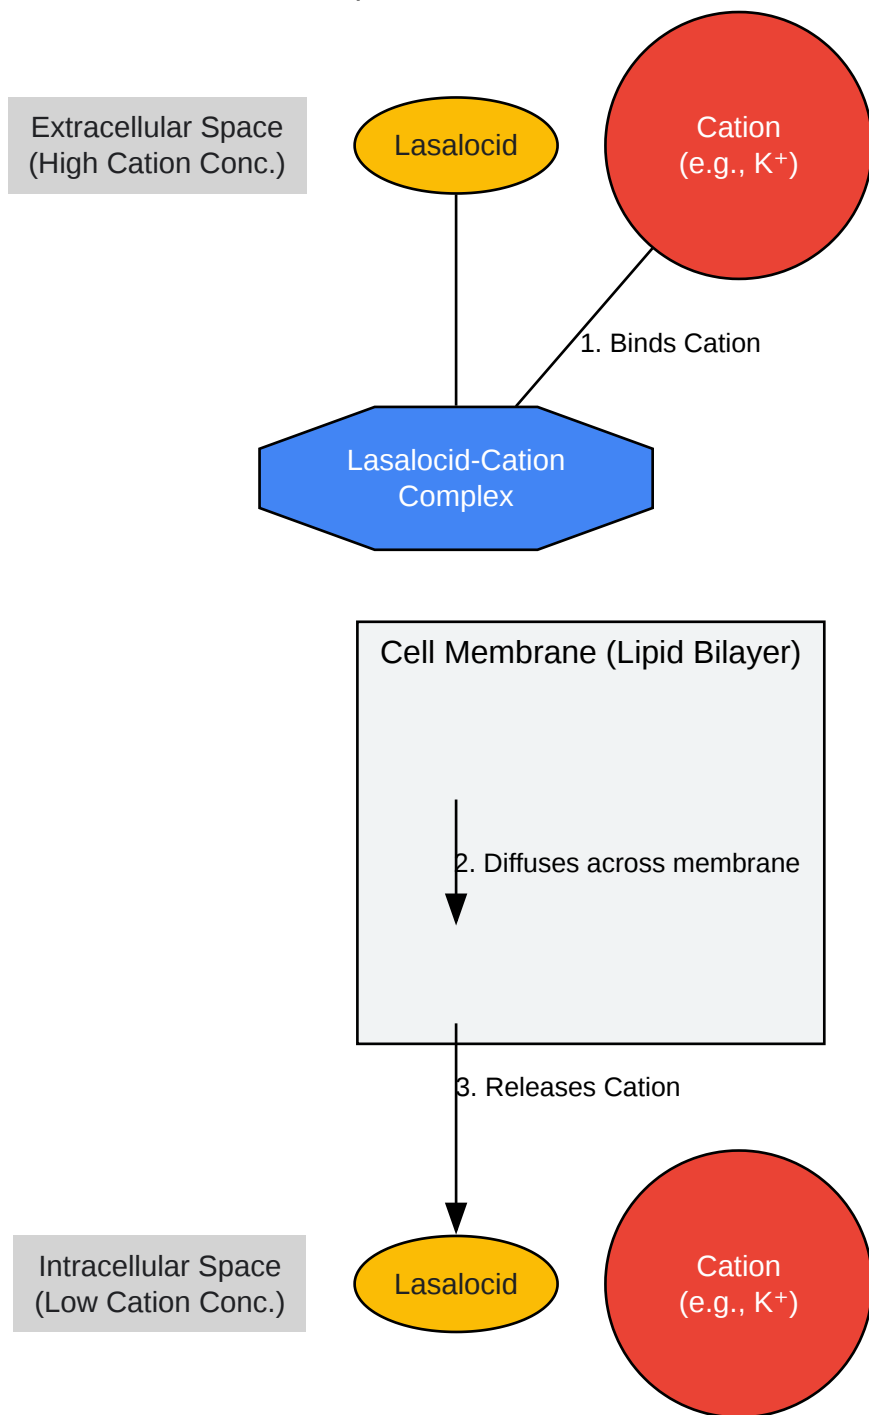 Extracellular Space
(High Cation Conc.)
Lasalocid
Cation
(e.g., K⁺)
1. Binds Cation
Lasalocid-Cation
Complex
Cell Membrane (Lipid Bilayer)
2. Diffuses across membrane
3. Releases Cation
Intracellular Space
(Low Cation Conc.)
Lasalocid
Cation
(e.g., K⁺)